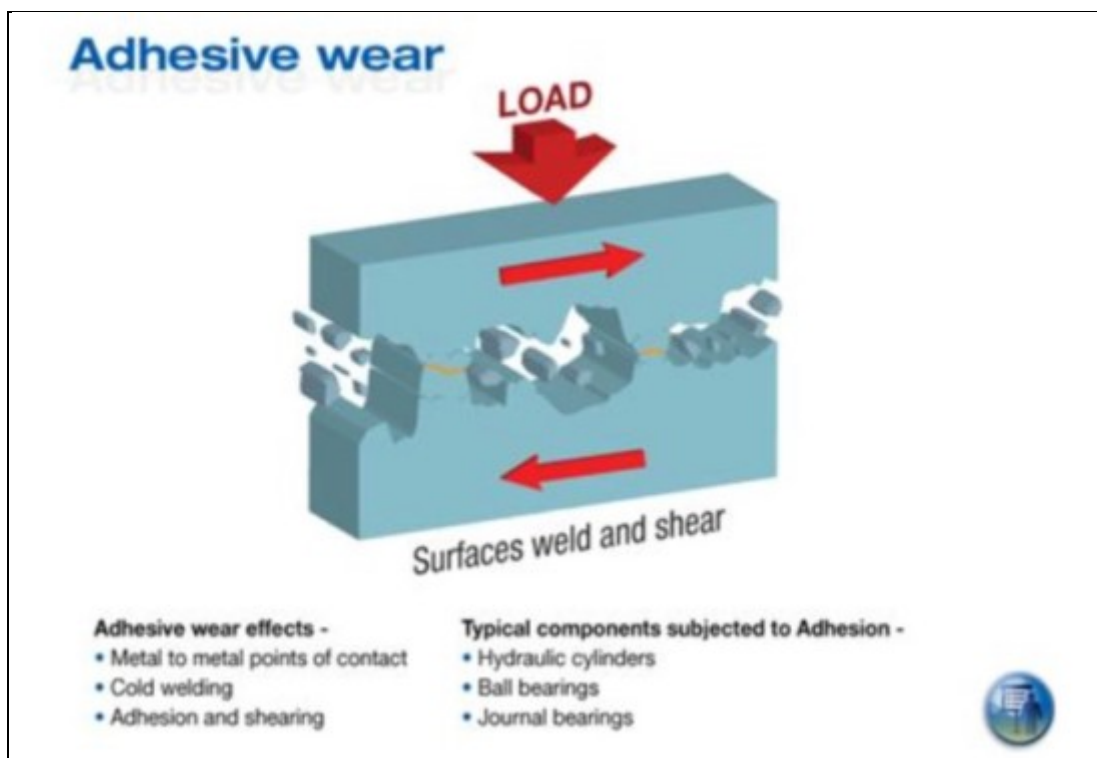 Adhesive wear
LOAD
Surfaces weld and shear
Adhesive wear effects -
• Metal to metal points of contact
• Cold welding
• Adhesion and shearing
Typical components subjected to Adhesion -
• Hydraulic cylinders
• Ball bearings
• Journal bearings